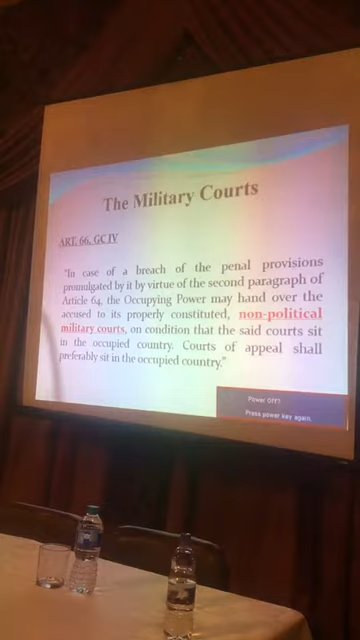 The Military Courts
ART. 66, GC IV
"In case of a breach of the penal provisions
promulgated by it by virtue of the second paragraph of
Article 64, the Occupying Power may hand over the
accused to its properly constituted, non-political
military courts, on condition that the said courts sit
in the occupied country. Courts of appeal shall
preferably sit in the occupied country."
Power Off?
Press power key again.